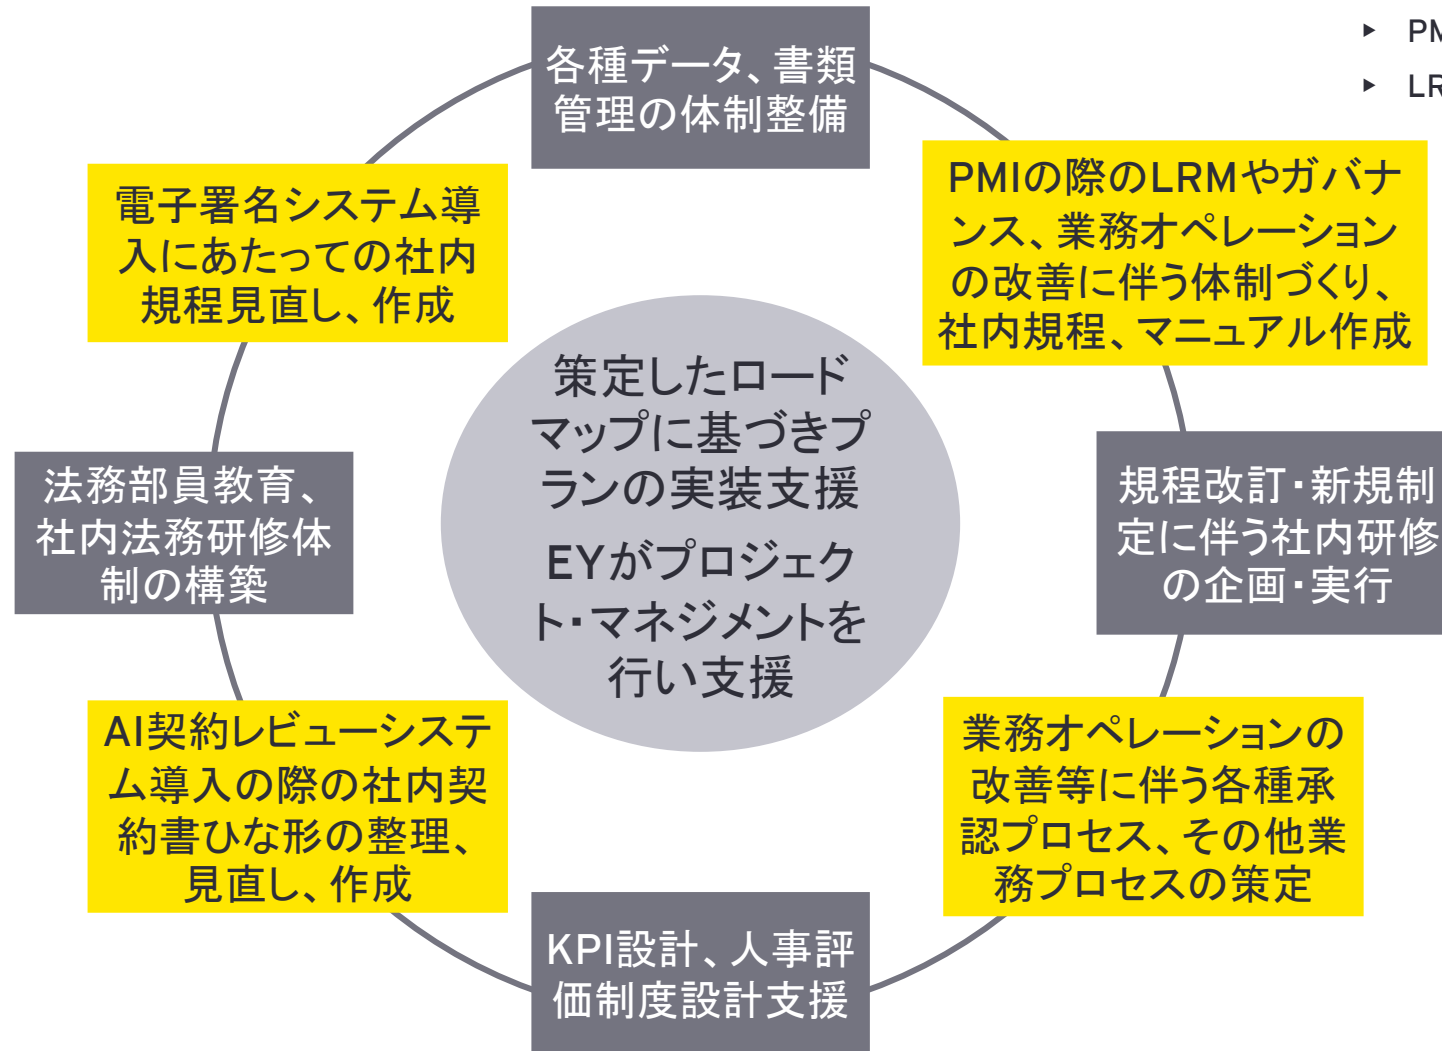 各種データ、書類
管理の体制整備
▶ PM
▶ LR
PMIの際のLRMやガバナ
ンス、業務オペレーション
の改善に伴う体制づくり、
社内規程、マニュアル作成
電子署名システム導
入にあたっての社内
規程見直し、作成
策定したロード
マップに基づきプ
ランの実装支援
EYがプロジェク
ト・マネジメントを
行い支援
法務部員教育、
社内法務研修体
制の構築
規程改訂・新規制
定に伴う社内研修
の企画・実行
AI契約レビューシステ
ム導入の際の社内契
約書ひな形の整理、
見直し、作成
業務オペレーションの
改善等に伴う各種承
認プロセス、その他業
務プロセスの策定
KPI設計、人事評
価制度設計支援